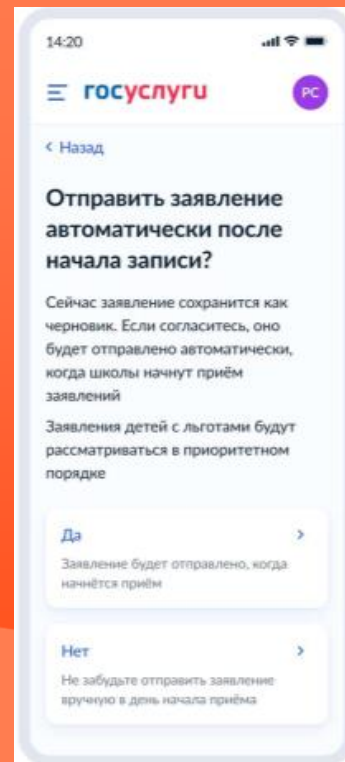 14:20
госуслуги
РС
Назад
Отправить заявление
автоматически после
начала записи?
Сейчас заявление сохранится как
черновик. Если согласитесь, оно
будет отправлено автоматически,
когда школы начнут приём
заявлений
Заявления детей с льготами будут
рассматриваться в приоритетном
порядке
Да
Заявление будет отправлено, когда
начнётся приём
Нет
Не забудьте отправить заявление
вручную в день начала приёма